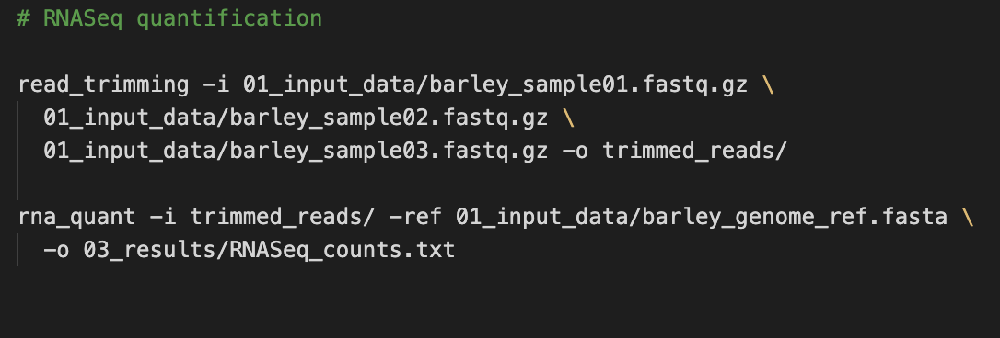 # RNASeq quantification
read_trimming -i 01_input_data/barley_sample01.fastq.gz \
01_input_data/barley_sample02.fastq.gz \
01_input_data/barley_sample03.fastq.gz -o trimmed_reads/
rna_quant -i trimmed_reads/ -ref 01_input_data/barley_genome_ref.fasta \
-o 03_results/RNASeq_counts.txt